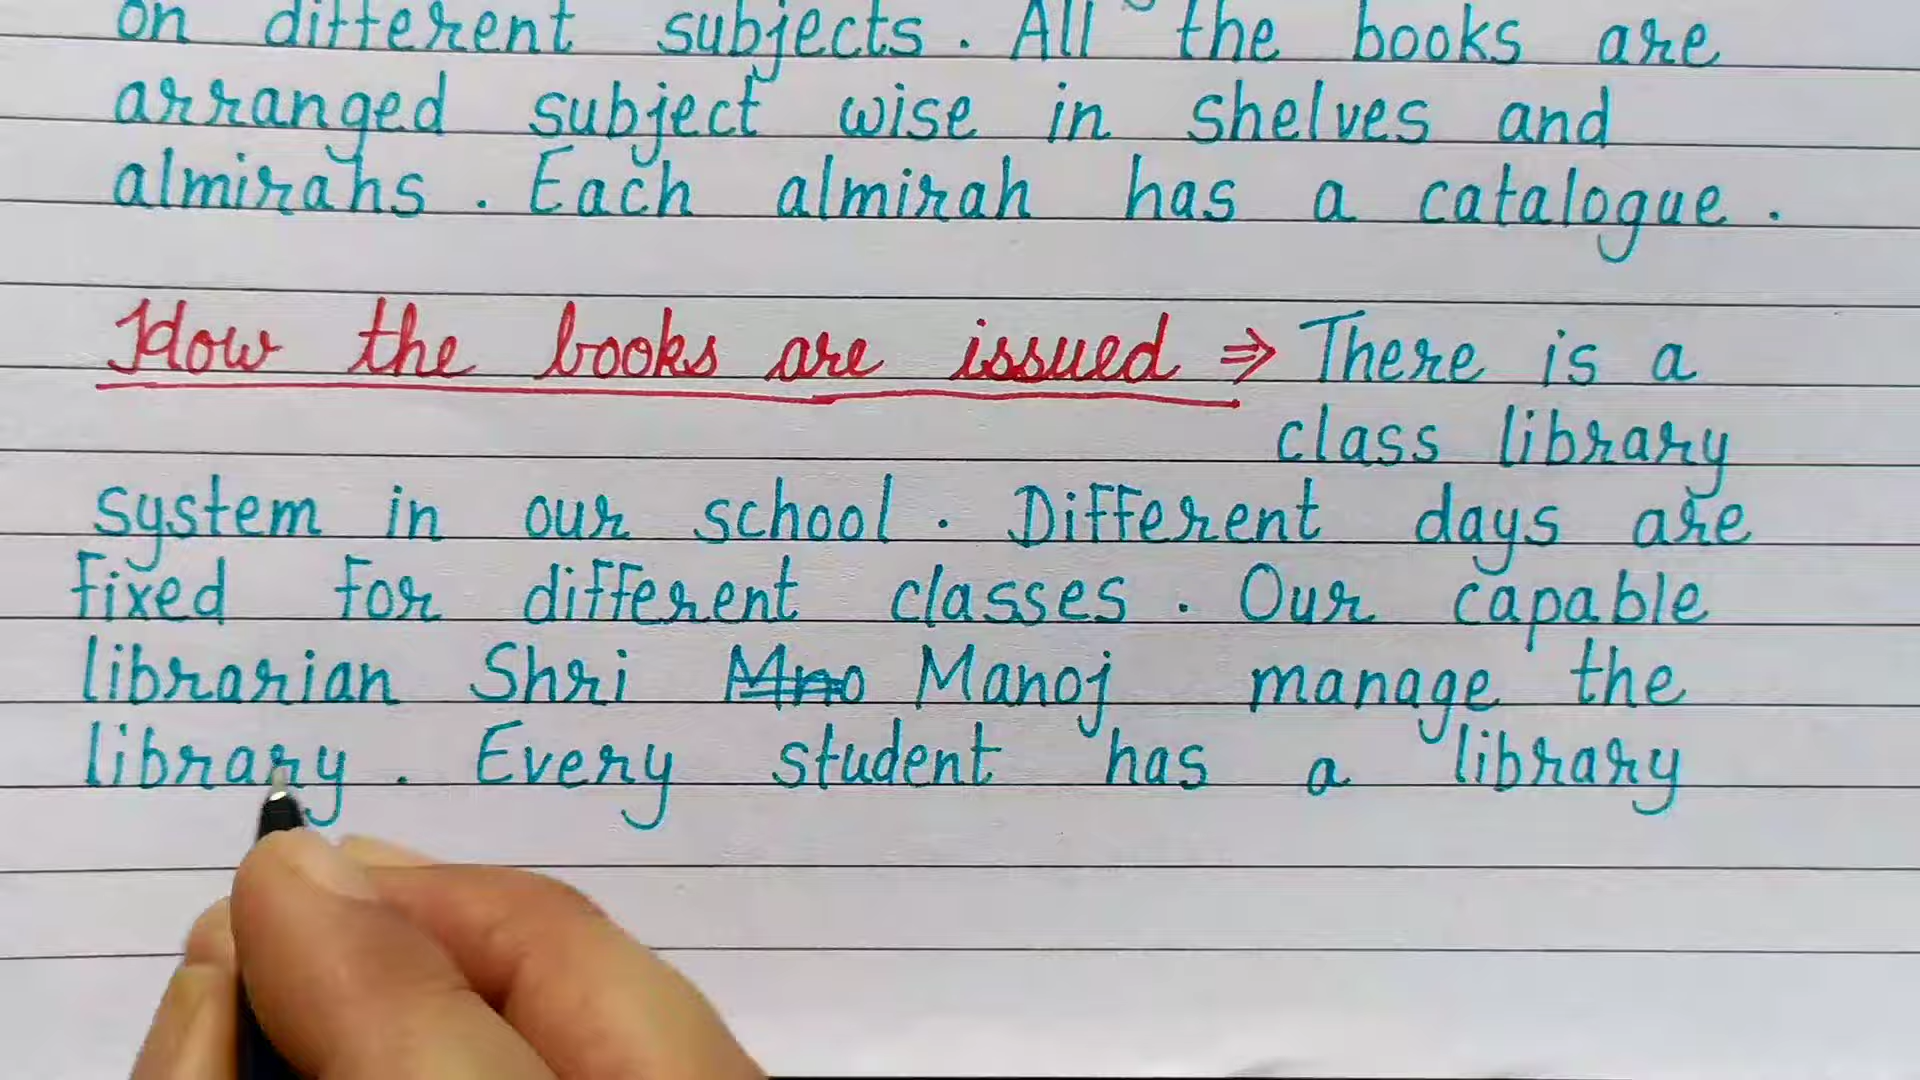 on different subjects. All the books are
arranged subject wise in shelves and
almirahs. Each almirah has a catalogue.
How the books are issued ⇒ There is a
class library
system in our school. Different days are
fixed for different classes. Our capable
librarian Shri Mno Manoj manage the
library. Every student has a library